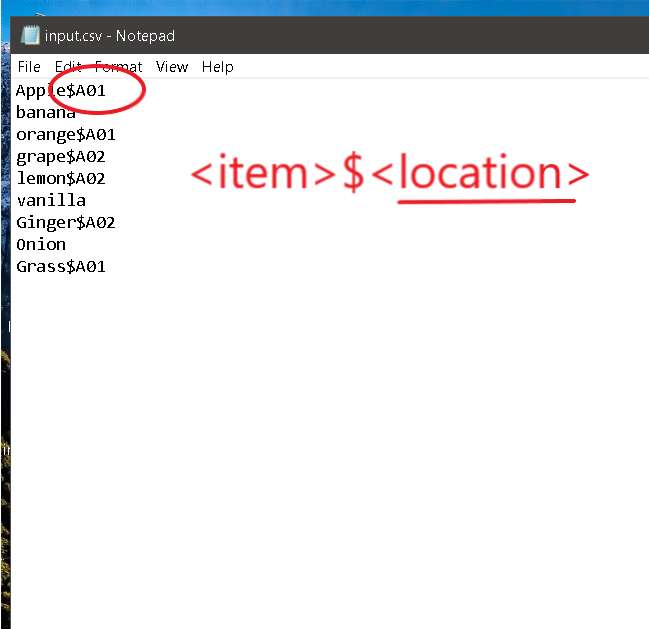 input.csv - Notepad
File Edit Format View Help
Apple$A01
banana
orange$A01
grape$A02
lemon$A02
vanilla
Ginger$A02
Onion
Grass$A01
<item>$<location>